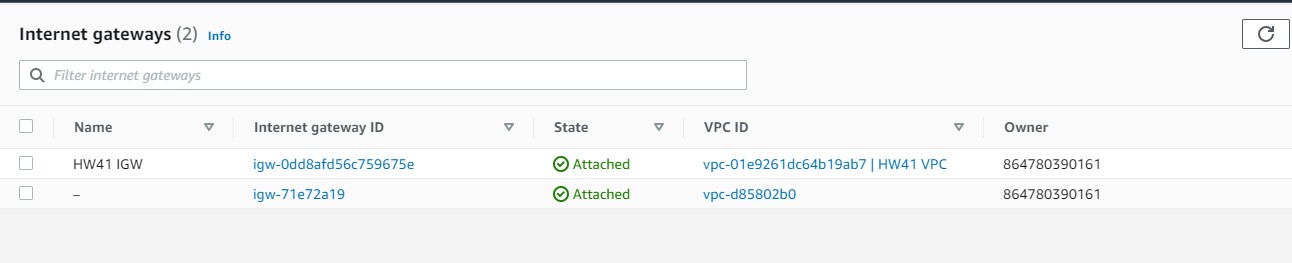 Internet gateways (2) Info
Filter internet gateways
Name Internet gateway ID State VPC ID Owner
HW41 IGW igw-0dd8afd56c759675e Attached vpc-01e9261dc64b19ab7 | HW41 VPC 864780390161
– igw-71e72a19 Attached vpc-d85802b0 864780390161